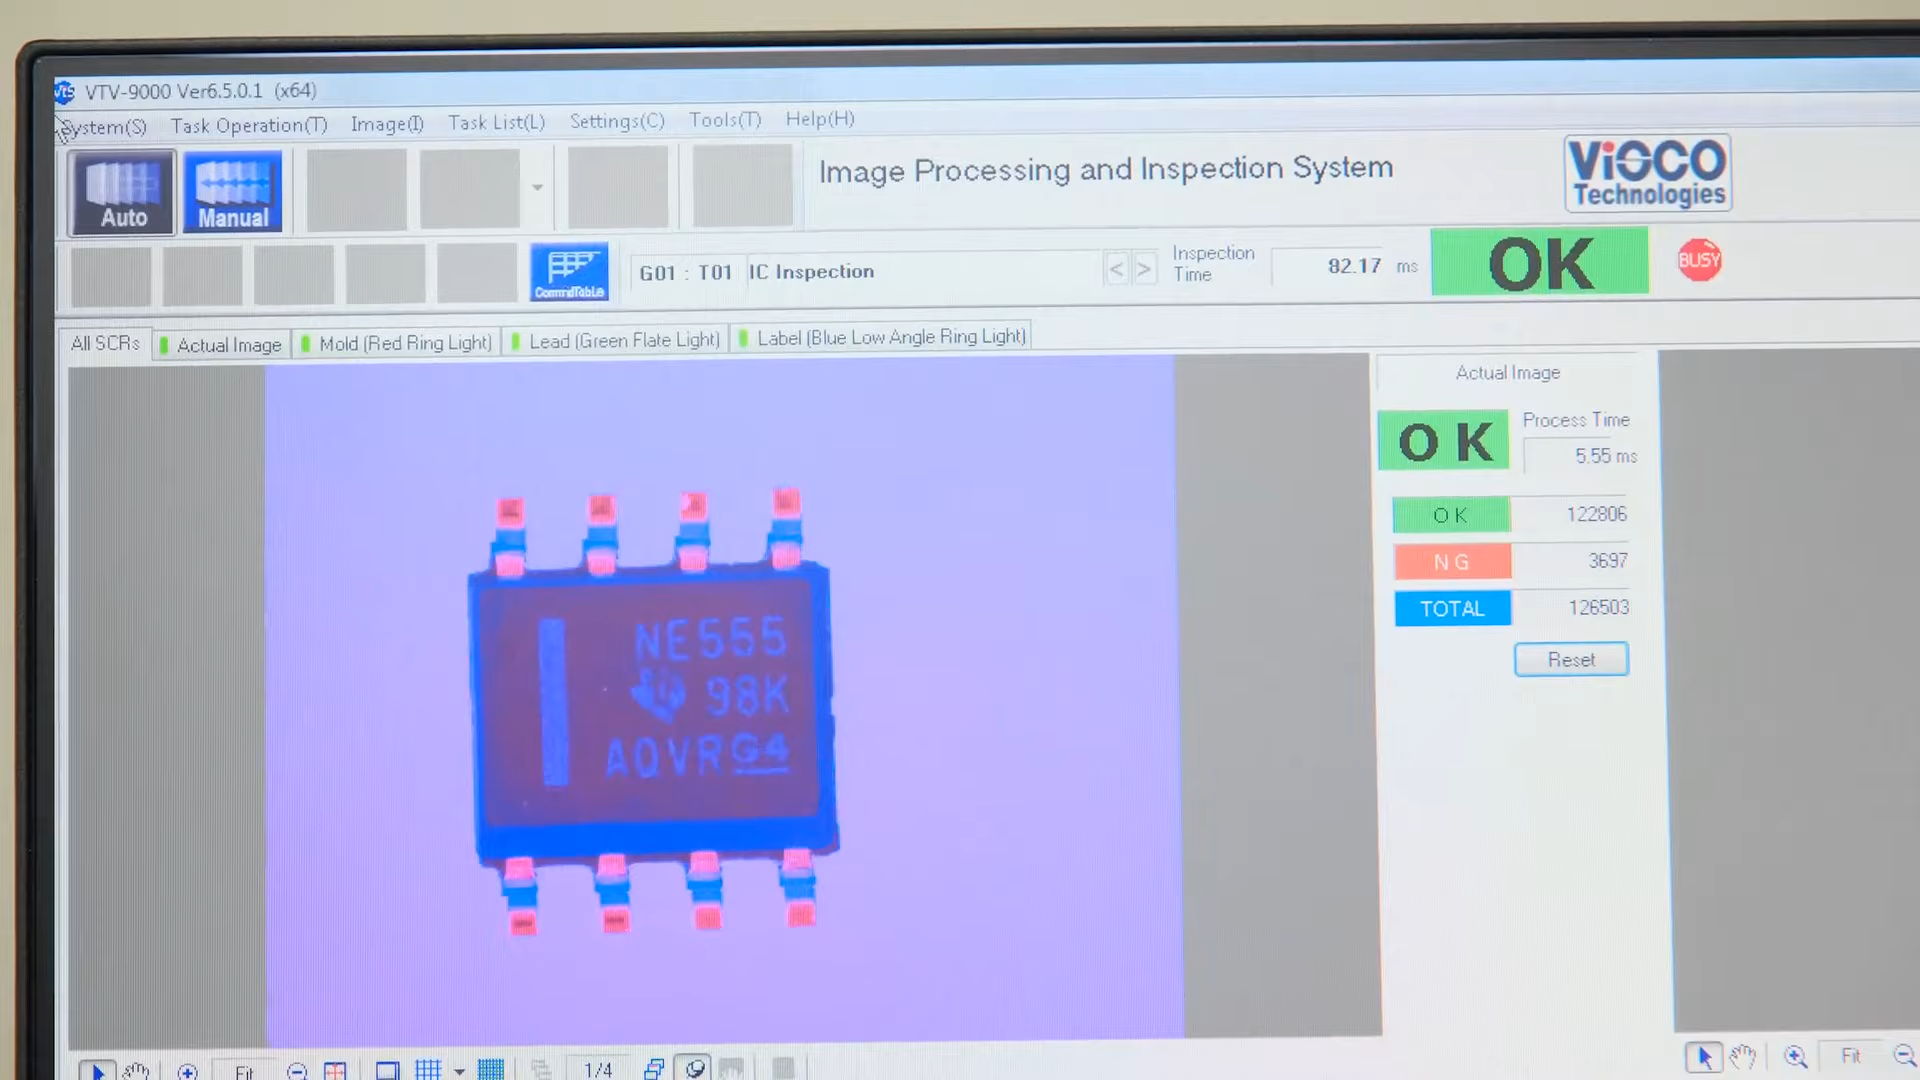 VTV-9000 Ver6.5.0.1 (x64)
System(S) Task Operation(T) Image(I) Task List(L) Settings(C) Tools(T) Help(H)
Auto
Manual
Image Processing and Inspection System
ViSCO
Technologies
G01 : T01 IC Inspection
< >
Inspection
Time
82.17 ms
OK
BUSY
All SCRs Actual Image Mold (Red Ring Light) Lead (Green Flate Light) Label (Blue Low Angle Ring Light)
Actual Image
OK
Process Time
5.55 ms
OK 122806
NG 3697
TOTAL 126503
Reset
NE555
98K
A0VRG4
Fit
1/4
Fit